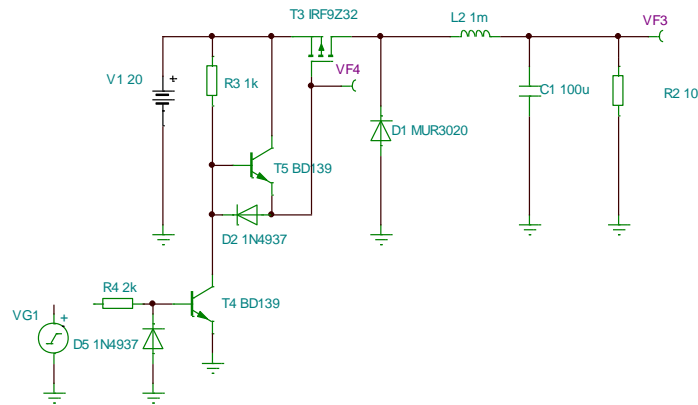 T3 IRF9Z32
L2 1m
VF3
V1 20
+
R3 1k
VF4
C1 100u
R2 10
D1 MUR3020
T5 BD139
D2 1N4937
R4 2k
T4 BD139
VG1
+
D5 1N4937